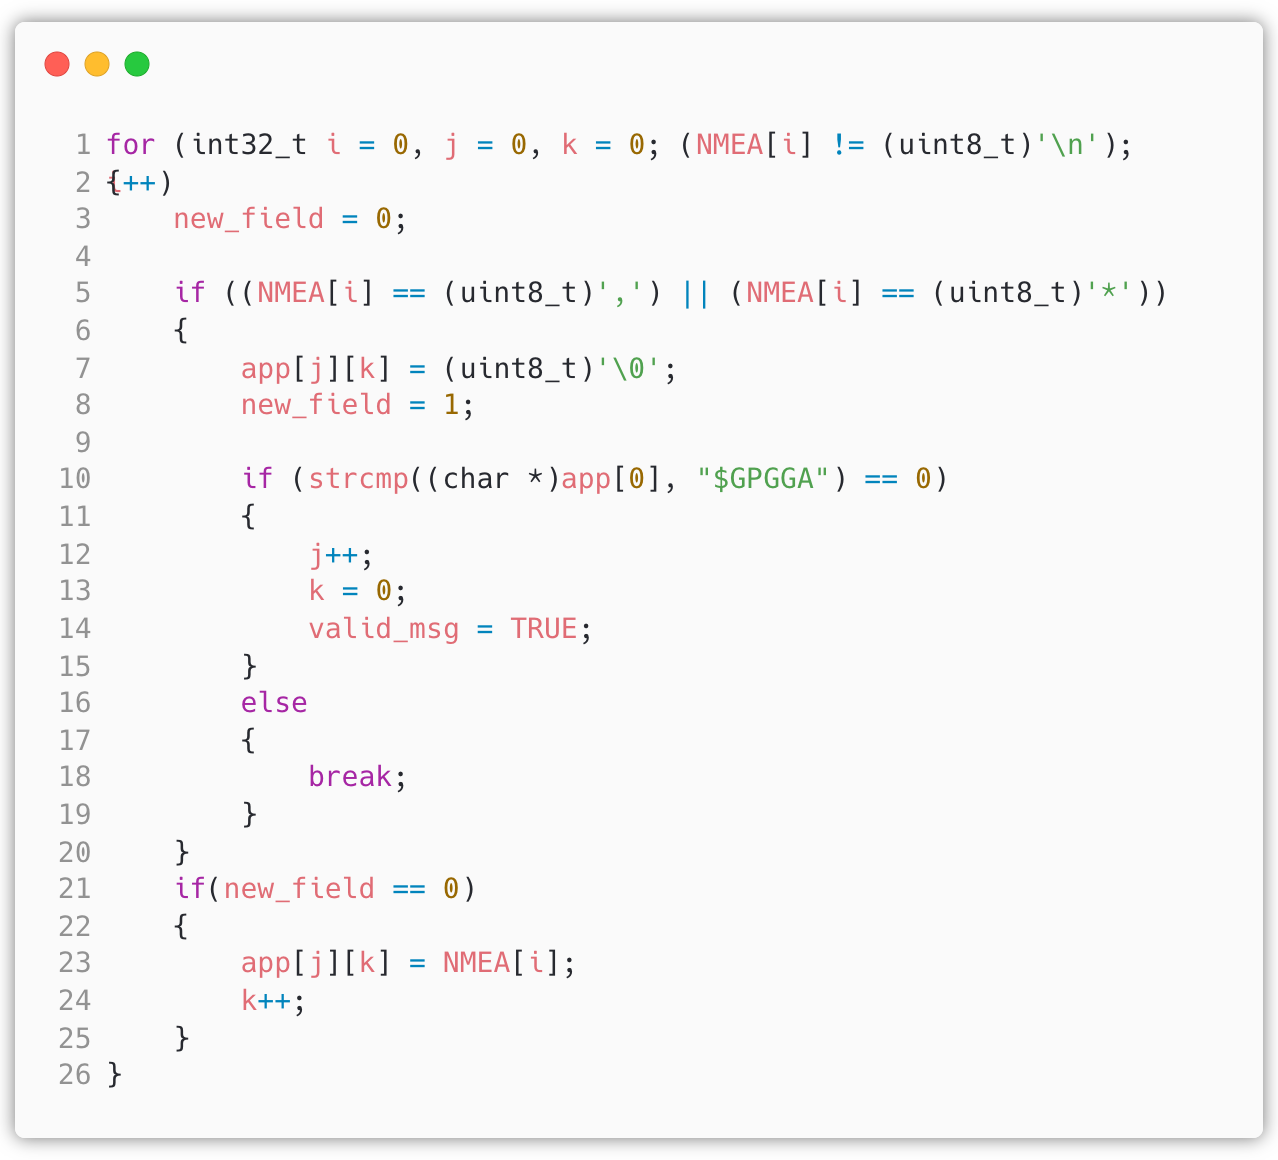 1 for (int32_t i = 0, j = 0, k = 0; (NMEA[i] != (uint8_t)'\n');
i++)
2 {
3     new_field = 0;
4
5     if ((NMEA[i] == (uint8_t)',') || (NMEA[i] == (uint8_t)'*'))
6     {
7         app[j][k] = (uint8_t)'\0';
8         new_field = 1;
9
10         if (strcmp((char *)app[0], "$GPGGA") == 0)
11         {
12             j++;
13             k = 0;
14             valid_msg = TRUE;
15         }
16         else
17         {
18             break;
19         }
20     }
21     if(new_field == 0)
22     {
23         app[j][k] = NMEA[i];
24         k++;
25     }
26 }